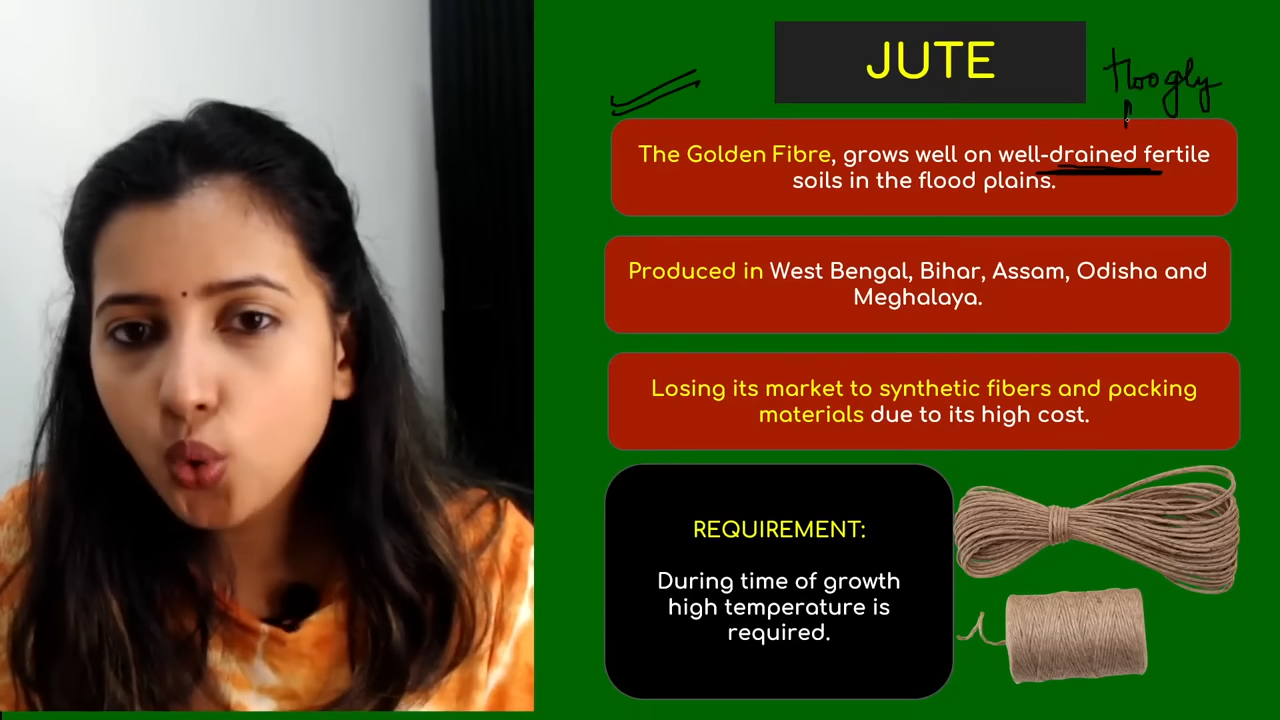 JUTE
Hoogly
The Golden Fibre, grows well on well-drained fertile
soils in the flood plains.
Produced in West Bengal, Bihar, Assam, Odisha and
Meghalaya.
Losing its market to synthetic fibers and packing
materials due to its high cost.
REQUIREMENT:
During time of growth
high temperature is
required.